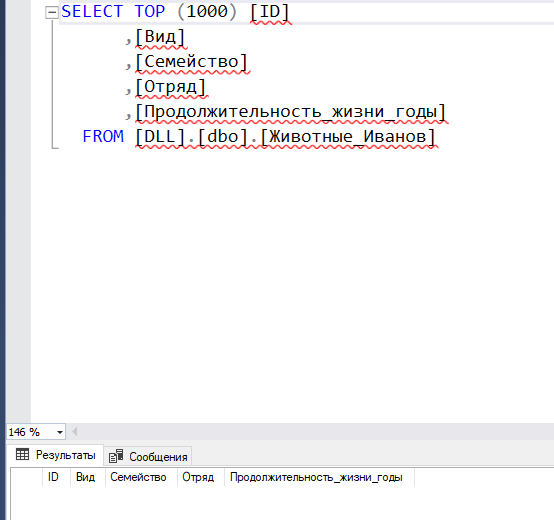 SELECT TOP (1000) [ID]
,[Вид]
,[Семейство]
,[Отряд]
,[Продолжительность_жизни_годы]
FROM [DLL].[dbo].[Животные_Иванов]
146 %
Результаты Сообщения
ID Вид Семейство Отряд Продолжительность_жизни_годы